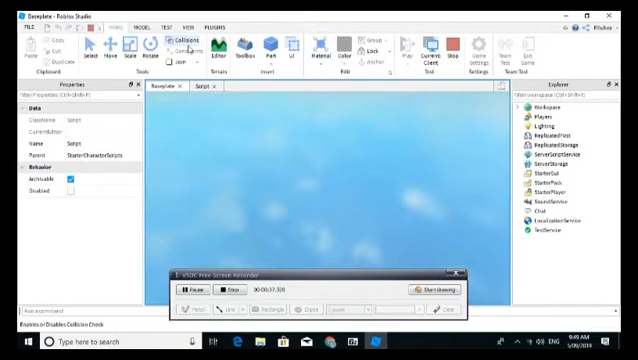 Baseplate - Roblox Studio
FILE HOME MODEL TEST VIEW PLUGINS
Paste Copy Cut Duplicate Select Move Scale Rotate Collisions Join Editor Toolbox Part UI Material Color Group Lock Anchor Play Current: Client Stop Game Settings Team Test Exit Game
Clipboard Tools Terrain Insert Edit Test Settings Team Test
Properties Baseplate Script Explorer
Data
ClassName Script
CurrentEditor
Name Script
Parent StarterCharacterScripts
Behavior
Archivable
Disabled
Workspace
Players
Lighting
ReplicatedFirst
ReplicatedStorage
ServerScriptService
ServerStorage
StarterGui
StarterPack
StarterPlayer
SoundService
Chat
LocalizationService
TestService
VSDC Free Screen Recorder
Pause Stop Start drawing
Pencil Line Rectangle Ellipse Clear
Run a command
Enables or Disables Collision Check
Type here to search
ENG
9:49 AM
5/09/2019